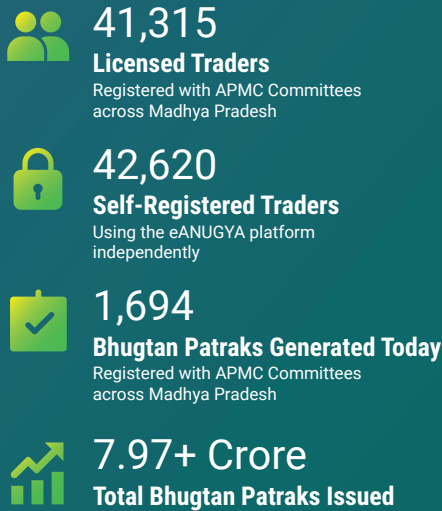 41,315
Licensed Traders
Registered with APMC Committees
across Madhya Pradesh
42,620
Self-Registered Traders
Using the eANUGYA platform
independently
1,694
Bhugtan Patraks Generated Today
Registered with APMC Committees
across Madhya Pradesh
7.97+ Crore
Total Bhugtan Patraks Issued